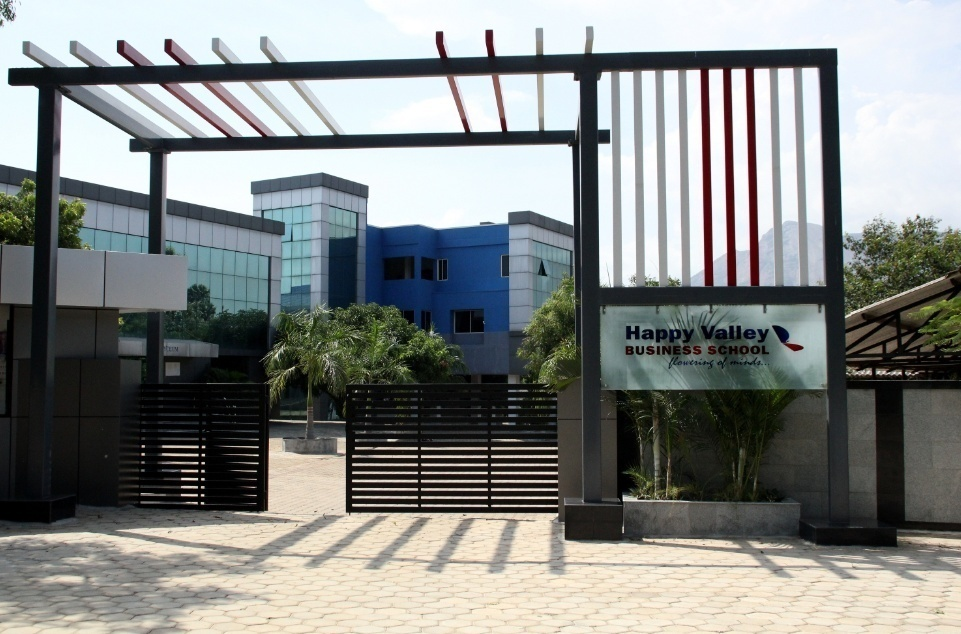 Happy Valley
BUSINESS SCHOOL
flowering of minds...